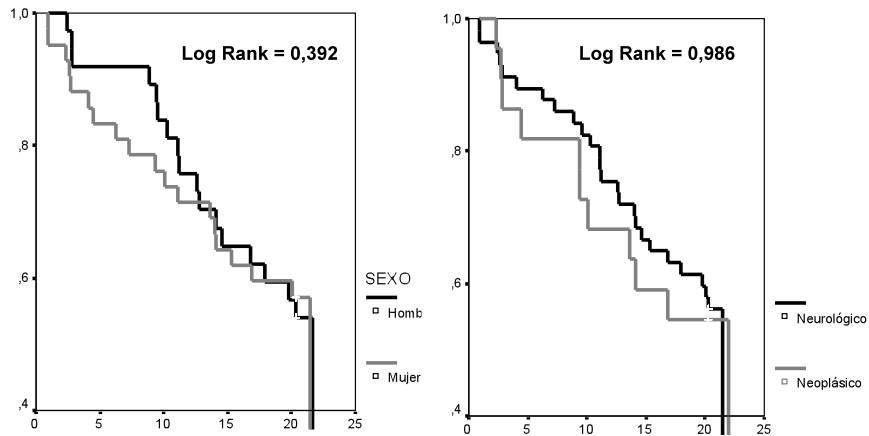 1,0
,8
,6
,4
0
5
10
15
20
25
Log Rank = 0,392
SEXO
Homb
Mujer
1,0
,8
,6
,4
0
5
10
15
20
25
Log Rank = 0,986
Neurológico
Neoplásico